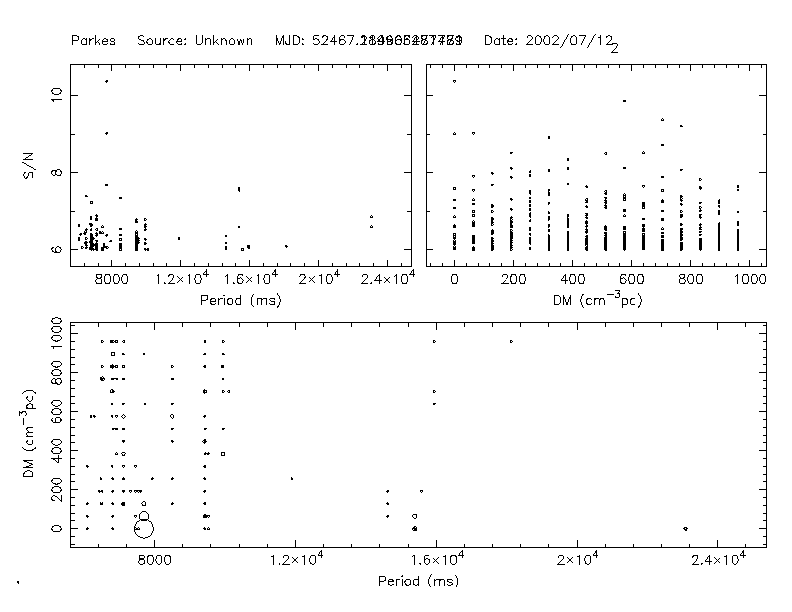 Parkes Source: Unknown MJD: Date: 2002/07/12
2
10
8
6
S/N
8000 1.2×10⁴ 1.6×10⁴ 2×10⁴ 2.4×10⁴
Period (ms)
0 200 400 600 800 1000
DM (cm⁻³pc)
1000
800
600
400
200
0
DM (cm⁻³pc)
8000 1.2×10⁴ 1.6×10⁴ 2×10⁴ 2.4×10⁴
Period (ms)